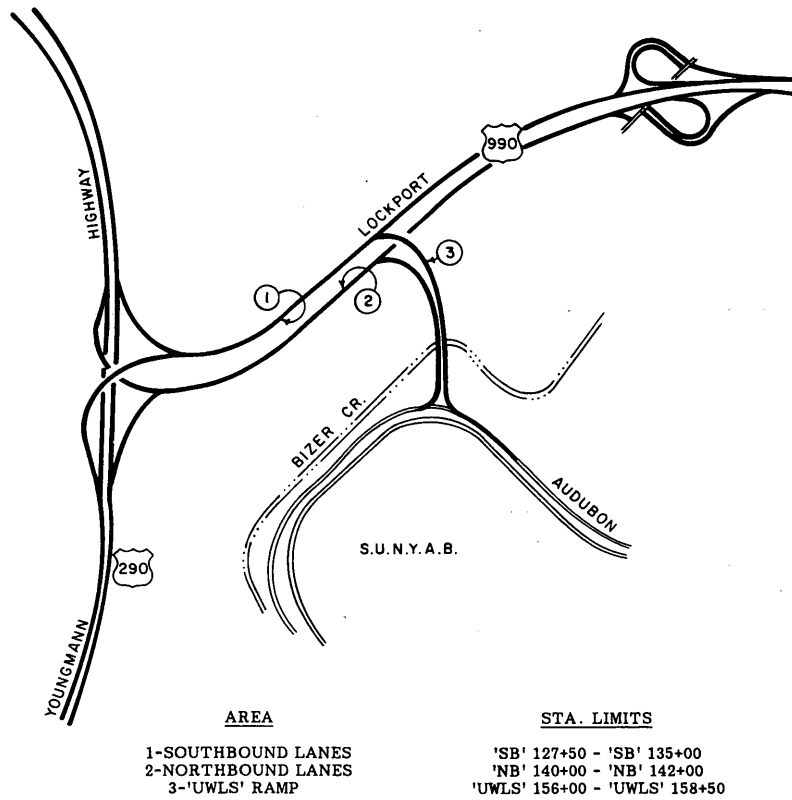 HIGHWAY
LOCKPORT
990
1
2
3
BIZER CR.
AUDUBON
S.U.N.Y.A.B.
290
YOUNGMANN
AREA
1-SOUTHBOUND LANES
2-NORTHBOUND LANES
3-'UWLS' RAMP
STA. LIMITS
'SB' 127+50 - 'SB' 135+00
'NB' 140+00 - 'NB' 142+00
'UWLS' 156+00 - 'UWLS' 158+50